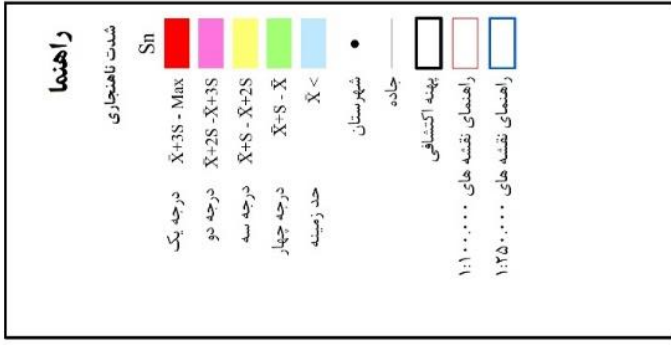 راهنما
شدت ناهنجاری
Sn
درجه یک X̄+3S - Max
درجه دو X̄+2S -X̄+3S
درجه سه X̄+S - X̄+2S
درجه چهار X̄+S - X̄
حد زمینه X̄ >
شهرستان
جاده
پهنه اکتشافی
راهنمای نقشه های ۱:۱۰۰.۰۰۰
راهنمای نقشه های ۱:۲۵۰.۰۰۰